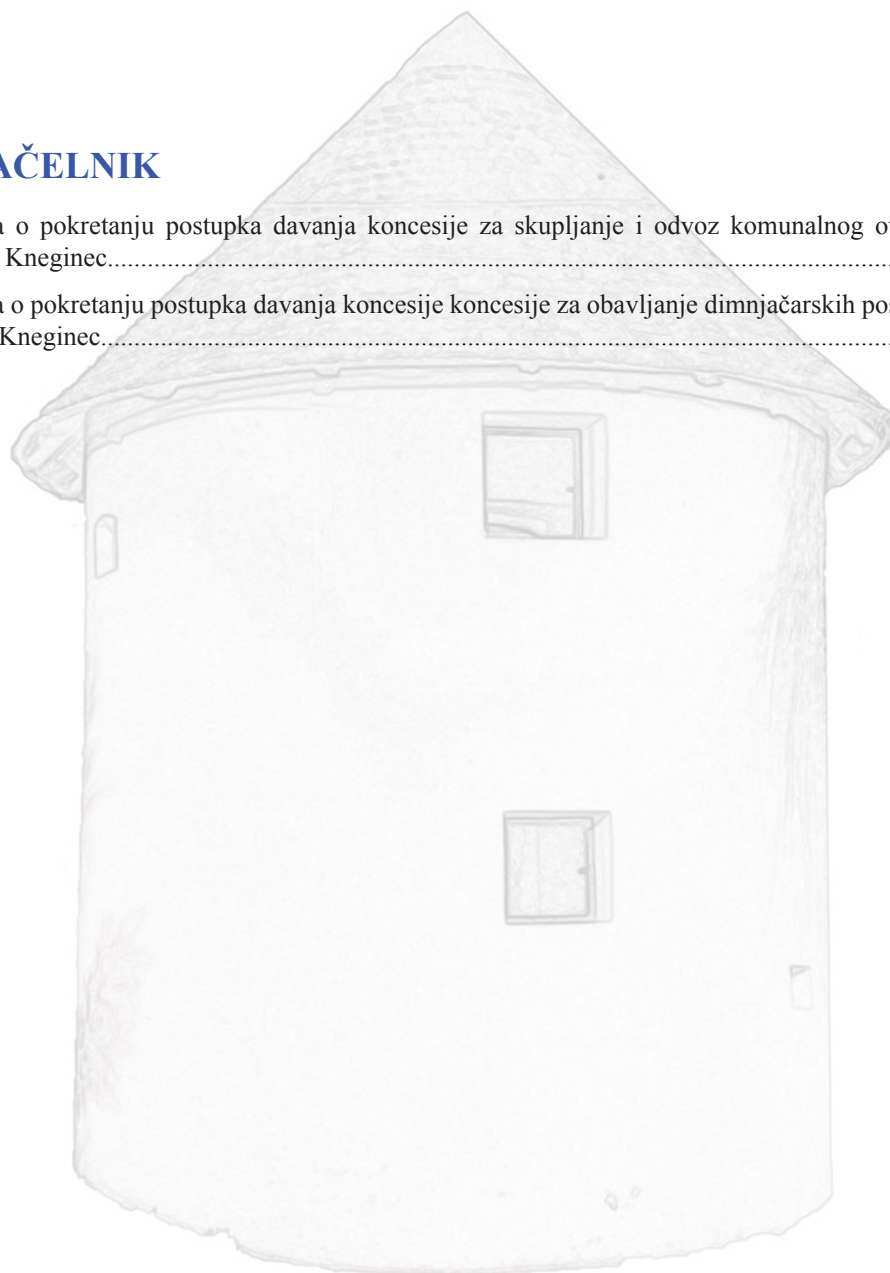 AČELNIK
a o pokretanju postupka davanja koncesije za skupljanje i odvoz komunalnog o
Kneginec
a o pokretanju postupka davanja koncesije koncesije za obavljanje dimnjačarskih po
Kneginec